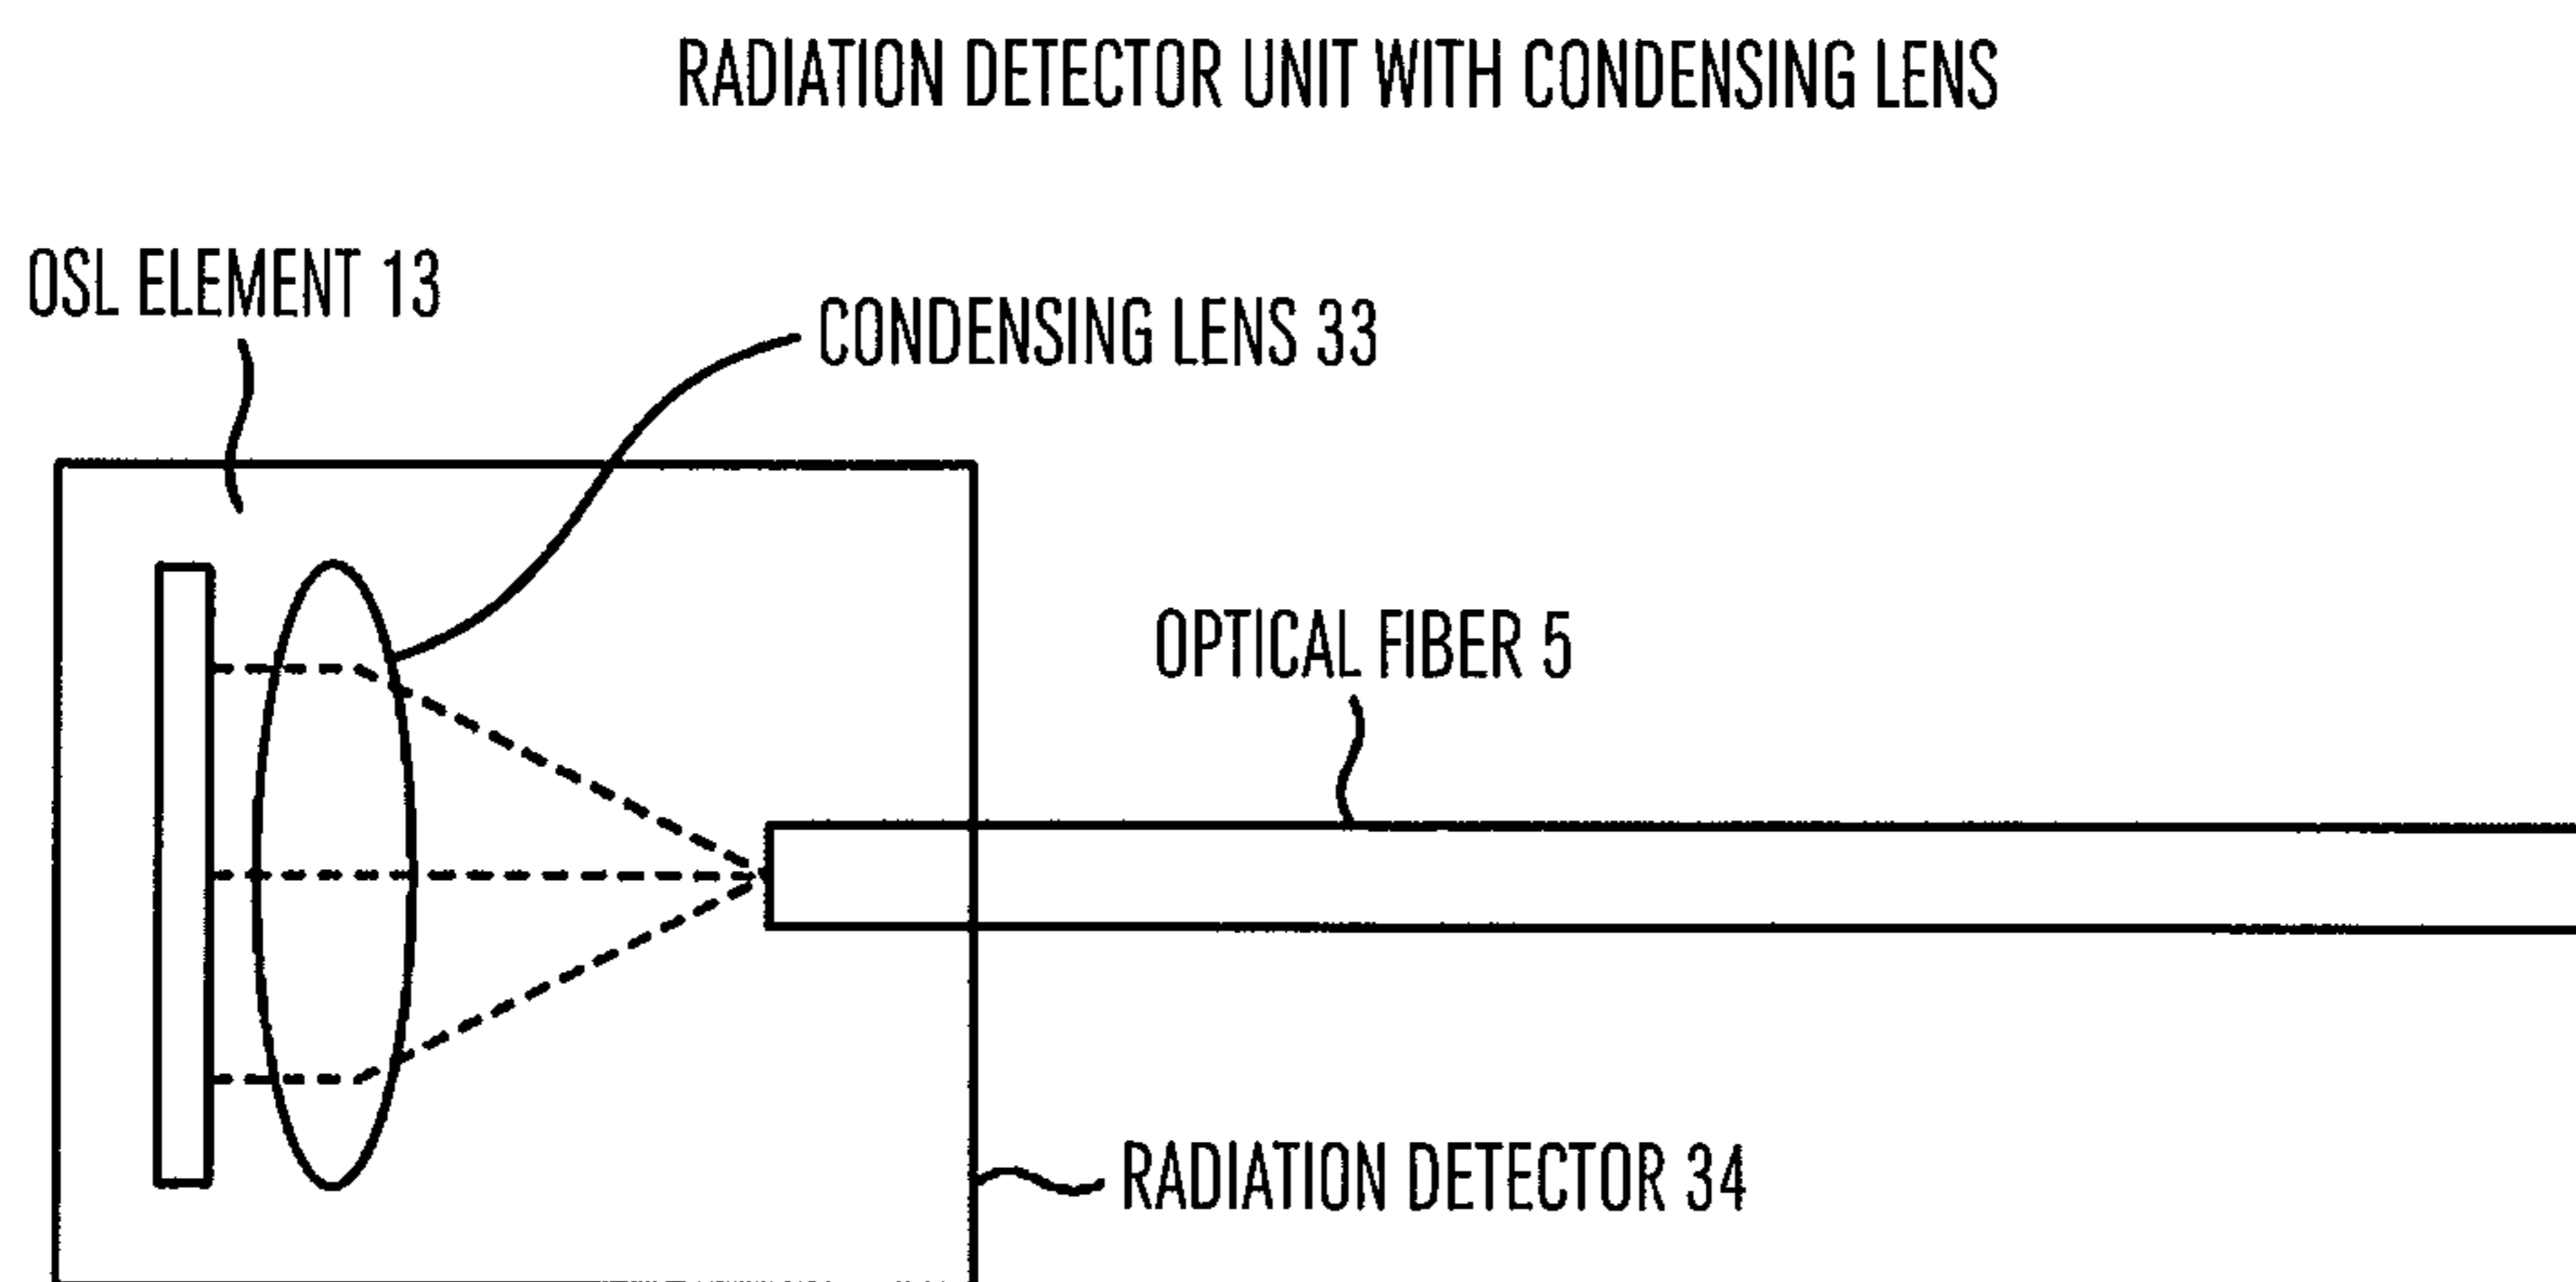 RADIATION DETECTOR UNIT WITH CONDENSING LENS
OSL ELEMENT 13
CONDENSING LENS 33
OPTICAL FIBER 5
RADIATION DETECTOR 34